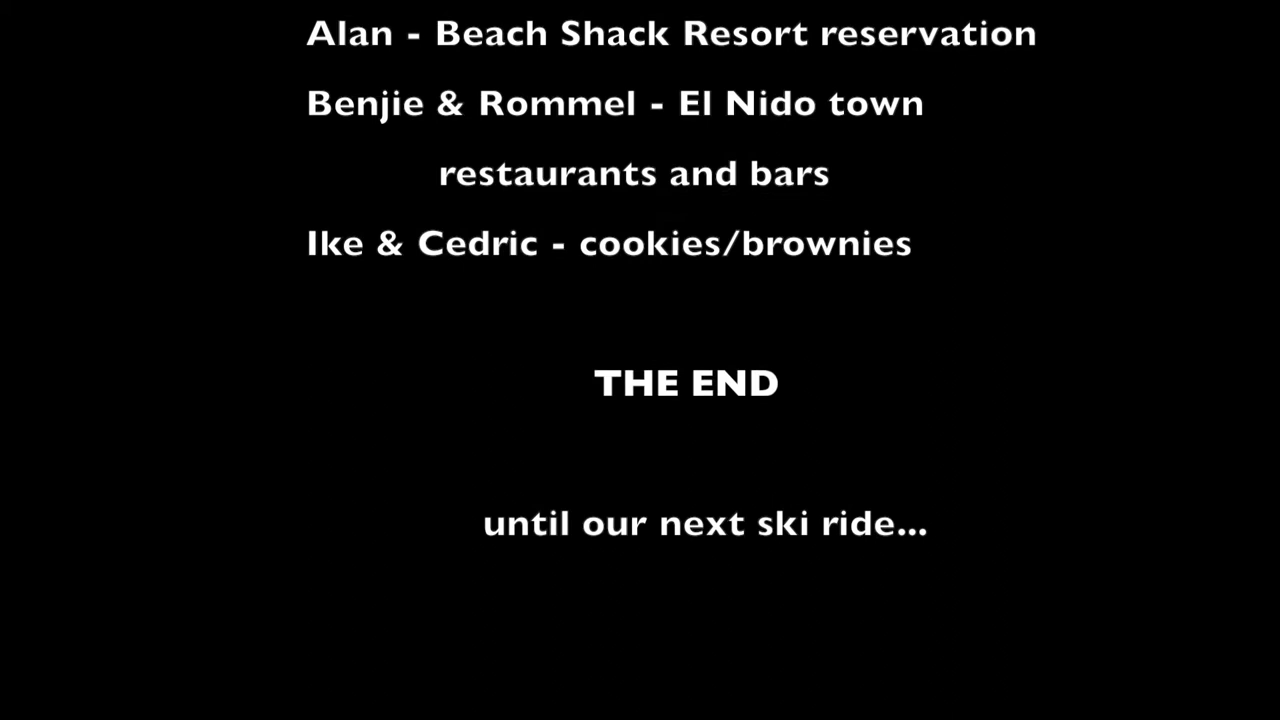 Alan - Beach Shack Resort reservation
Benjie & Rommel - El Nido town
restaurants and bars
Ike & Cedric - cookies/brownies
THE END
until our next ski ride...